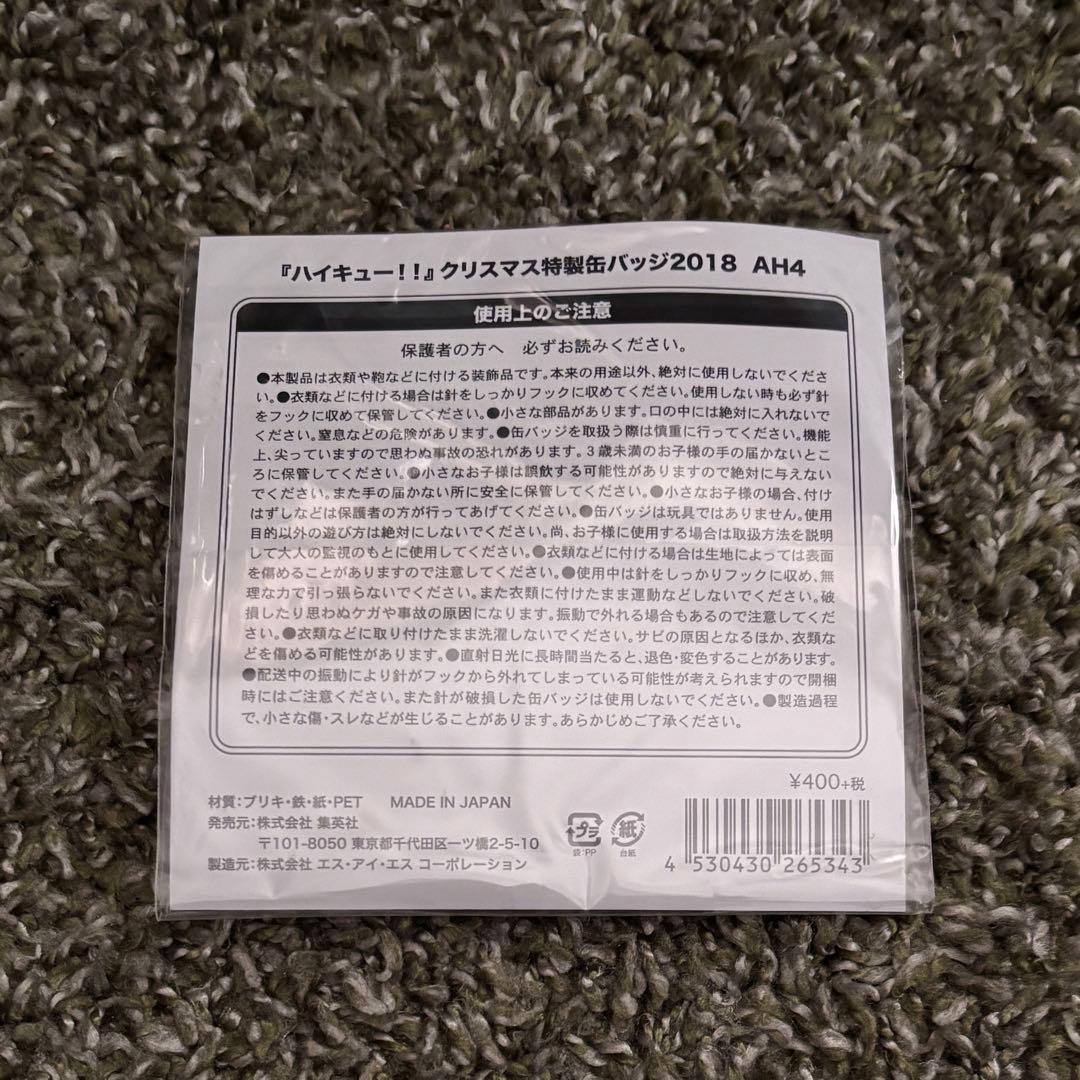 『ハイキュー！！』クリスマス特製缶バッジ2018 AH4
使用上のご注意
保護者の方へ 必ずお読みください。
●本製品は衣類や鞄などに付ける装飾品です。本来の用途以外、絶対に使用しないでくださ
い。●衣類などに付ける場合は針をしっかりフックに収めてください。使用しない時も必ず針
をフックに収めて保管してください。●小さな部品があります。口の中には絶対に入れないで
ください。窒息などの危険があります。●缶バッジを取扱う際は慎重に行ってください。機能
上、尖っていますので思わぬ事故の恐れがあります。3歳未満のお子様の手の届かないとこ
ろに保管してください。●小さなお子様は誤飲する可能性がありますので絶対に与えない
でください。また手の届かない所に安全に保管してください。●小さなお子様の場合、付け
はずしなどは保護者の方が行ってあげてください。●缶バッジは玩具ではありません。使用
目的以外の遊び方は絶対にしないでください。尚、お子様に使用する場合は取扱方法を説明
して大人の監視のもとに使用してください。●衣類などに付ける場合は生地によっては表面
を傷めることがありますので注意してください。●使用中は針をしっかりフックに収め、無
理な力で引っ張らないでください。また衣類に付けたまま運動などしないでください。破
損したり思わぬケガや事故の原因になります。振動で外れる場合もあるので注意してくだ
さい。●衣類などに取り付けたまま洗濯しないでください。サビの原因となるほか、衣類な
どを傷める可能性があります。●直射日光に長時間当たると、退色・変色することがあります。
●配送中の振動により針がフックから外れてしまっている可能性が考えられますので開梱
時にはご注意ください。また針が破損した缶バッジは使用しないでください。●製造過程
で、小さな傷・スレなどが生じることがあります。あらかじめご了承ください。
¥400+税
材質：ブリキ・鉄・紙・PET MADE IN JAPAN
発売元：株式会社 集英社
〒101-8050 東京都千代田区一ツ橋2-5-10
製造元：株式会社 エス・アイ・エス コーポレーション
プラ
袋：PP
紙
台紙
4 530430 265343